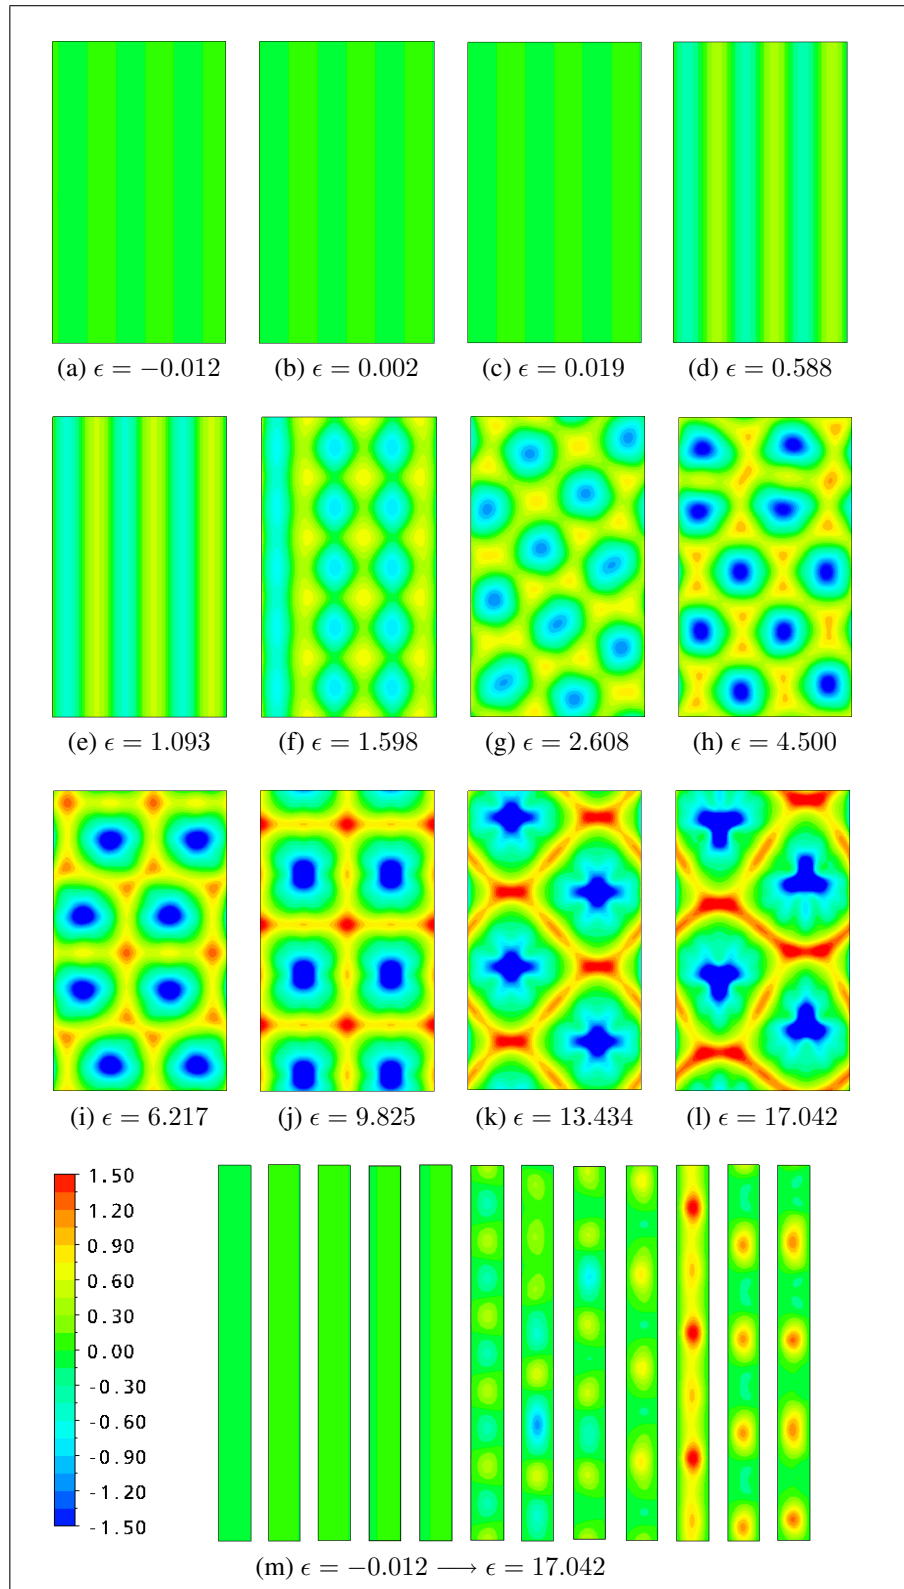 (a) ϵ = −0.012
(b) ϵ = 0.002
(c) ϵ = 0.019
(d) ϵ = 0.588
(e) ϵ = 1.093
(f) ϵ = 1.598
(g) ϵ = 2.608
(h) ϵ = 4.500
(i) ϵ = 6.217
(j) ϵ = 9.825
(k) ϵ = 13.434
(l) ϵ = 17.042
1.50
1.20
0.90
0.60
0.30
0.00
-0.30
-0.60
-0.90
-1.20
-1.50
(m) ϵ = −0.012 ⟶ ϵ = 17.042